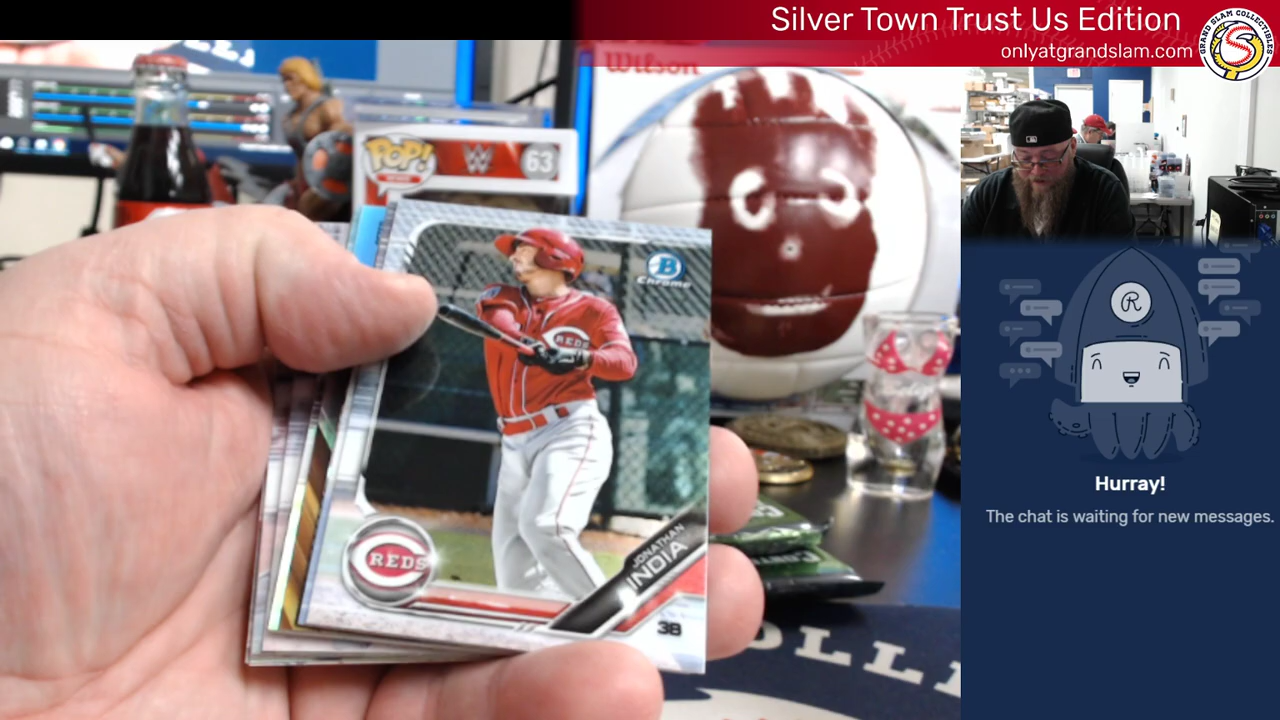 Silver Town Trust Us Edition
onlyatgrandslam.com
GRAND SLAM COLLECTIBLES
Wilson
POP!
W
63
B
Chrome
REDS
REDS
JONATHAN
INDIA
3B
R
Hurray!
The chat is waiting for new messages.
OLL